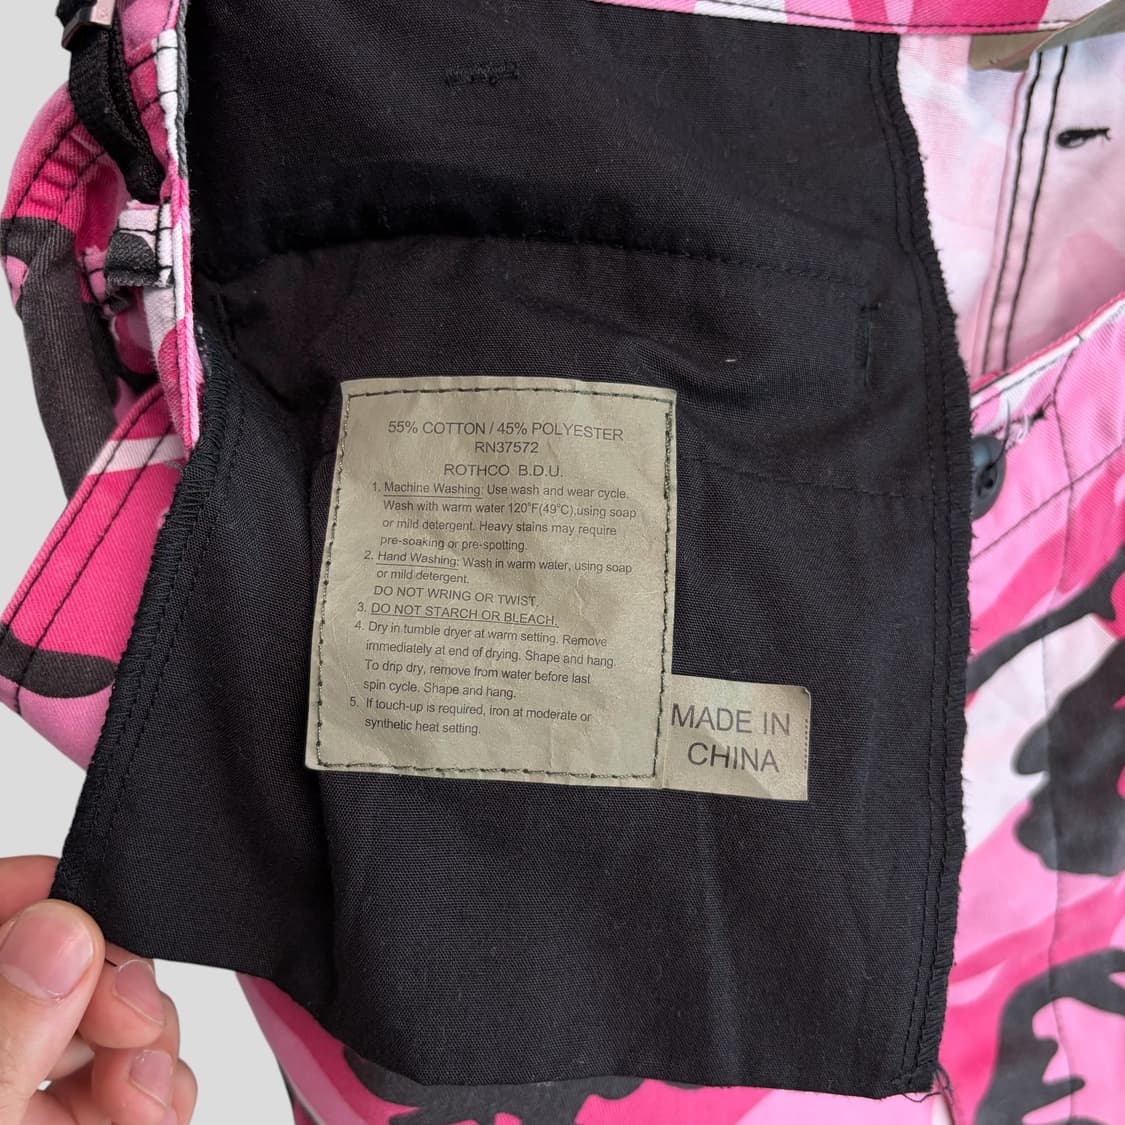 55% COTTON / 45% POLYESTER
RN37572
ROTHCO B.D.U.
1. Machine Washing: Use wash and wear cycle.
Wash with warm water 120°F(49°C),using soap
or mild detergent. Heavy stains may require
pre-soaking or pre-spotting.
2. Hand Washing: Wash in warm water, using soap
or mild detergent.
DO NOT WRING OR TWIST.
3. DO NOT STARCH OR BLEACH.
4. Dry in tumble dryer at warm setting. Remove
immediately at end of drying. Shape and hang.
To drip dry, remove from water before last
spin cycle. Shape and hang.
5. If touch-up is required, iron at moderate or
synthetic heat setting.
MADE IN
CHINA